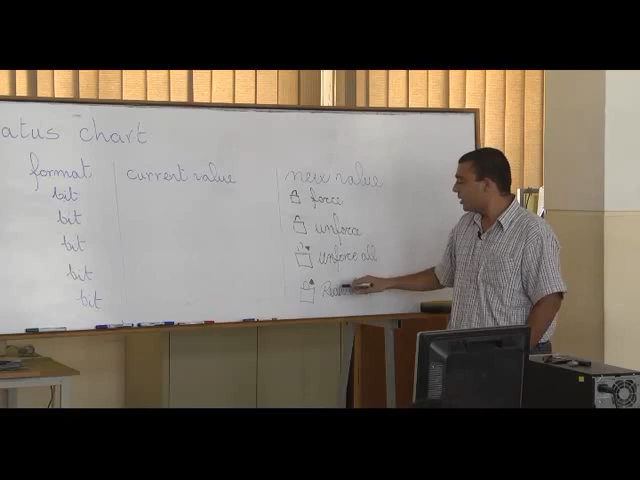 atus chart
format current value new value
bit force
bit unforce
bit unforce all
bit
bit